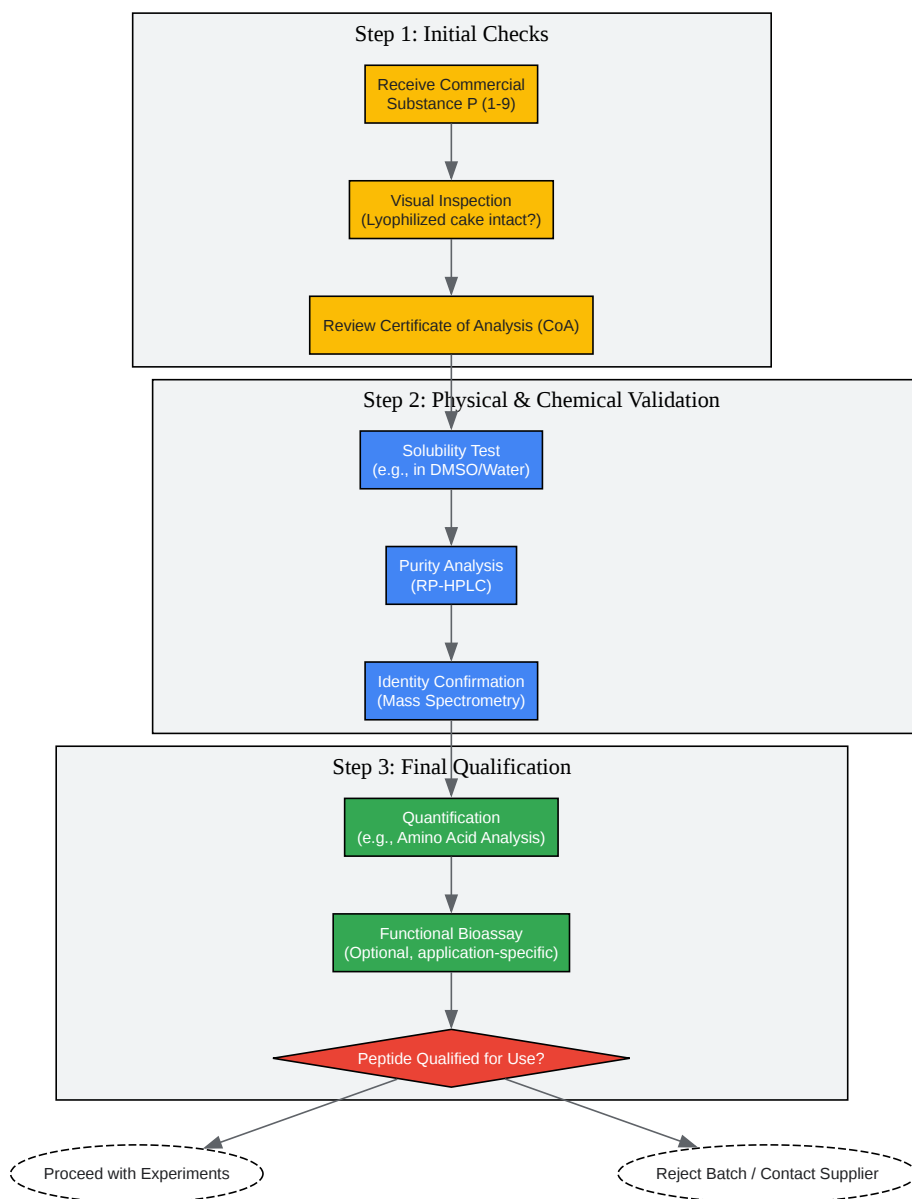 Step 1: Initial Checks
Receive Commercial
Substance P (1-9)
Visual Inspection
(Lyophilized cake intact?)
Review Certificate of Analysis (CoA)
Step 2: Physical & Chemical Validation
Solubility Test
(e.g., in DMSO/Water)
Purity Analysis
(RP-HPLC)
Identity Confirmation
(Mass Spectrometry)
Step 3: Final Qualification
Quantification
(e.g., Amino Acid Analysis)
Functional Bioassay
(Optional, application-specific)
Peptide Qualified for Use?
Proceed with Experiments
Reject Batch / Contact Supplier